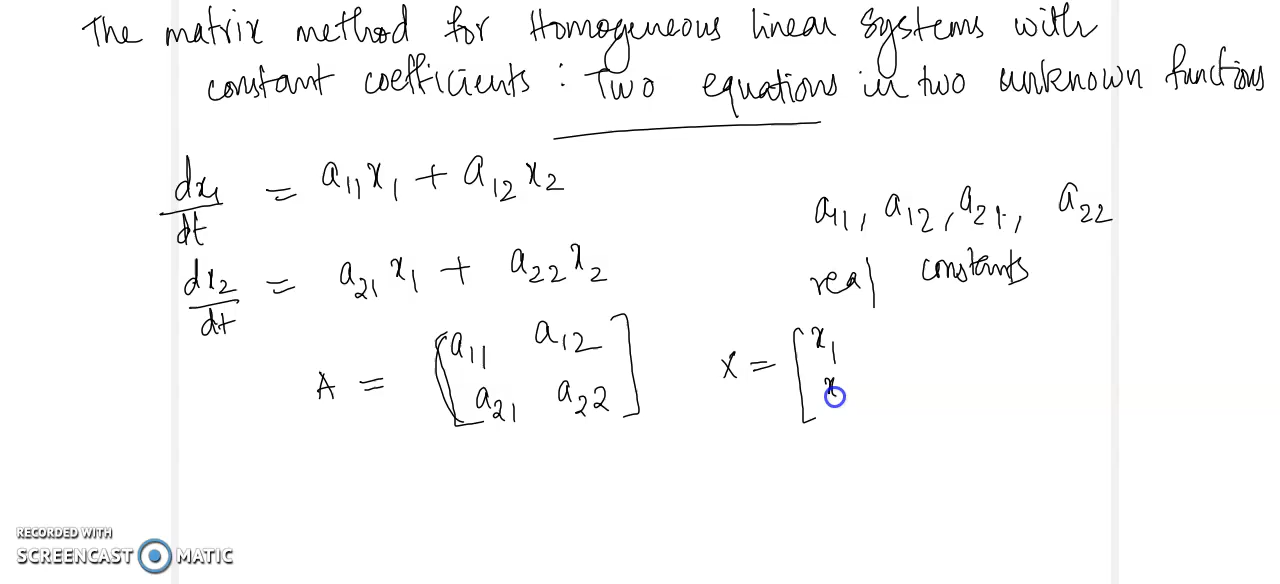 The matrix method for Homogeneous linear systems with
constant coefficients : Two equations in two unknown functions
dx1/dt = a11x1 + a12x2
a11, a12, a21, a22
dx2/dt = a21x1 + a22x2
real constants
A = [a11 a12
a21 a22]
X = [x1
x
RECORDED WITH
SCREENCAST MATIC